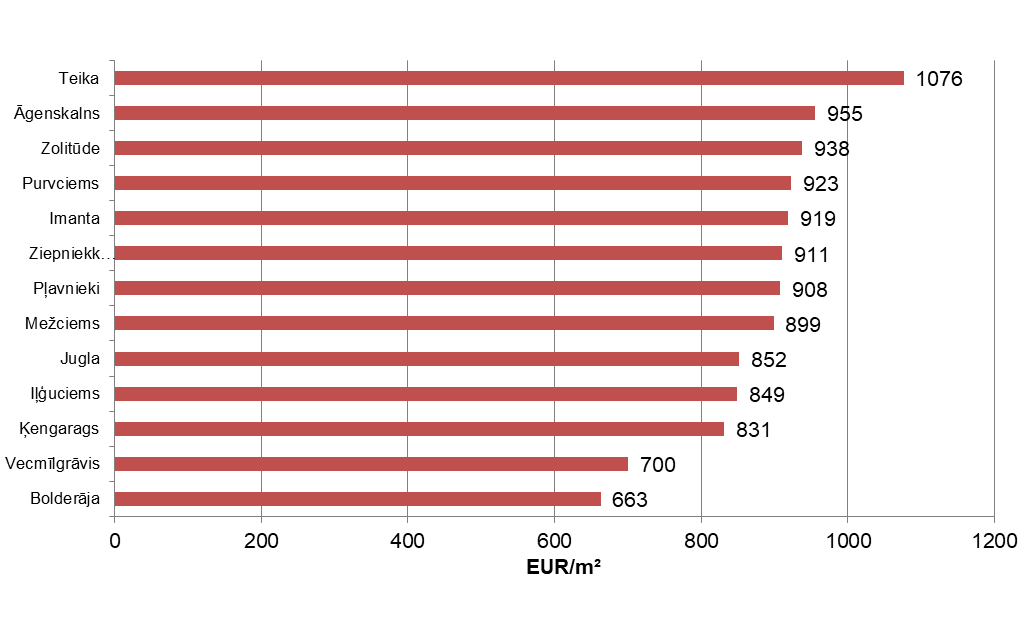 Teika 1076
Āgenskalns 955
Zolitūde 938
Purvciems 923
Imanta 919
Ziepniekk... 911
Pļavnieki 908
Mežciems 899
Jugla 852
Iļģuciems 849
Ķengarags 831
Vecmīlgrāvis 700
Bolderāja 663
0 200 400 600 800 1000 1200
EUR/m²